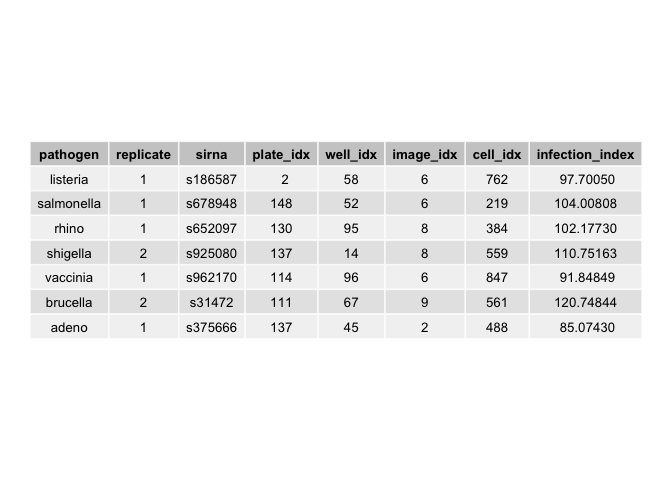 pathogen replicate sirna plate_idx well_idx image_idx cell_idx infection_index
listeria 1 s186587 2 58 6 762 97.70050
salmonella 1 s678948 148 52 6 219 104.00808
rhino 1 s652097 130 95 8 384 102.17730
shigella 2 s925080 137 14 8 559 110.75163
vaccinia 1 s962170 114 96 6 847 91.84849
brucella 2 s31472 111 67 9 561 120.74844
adeno 1 s375666 137 45 2 488 85.07430